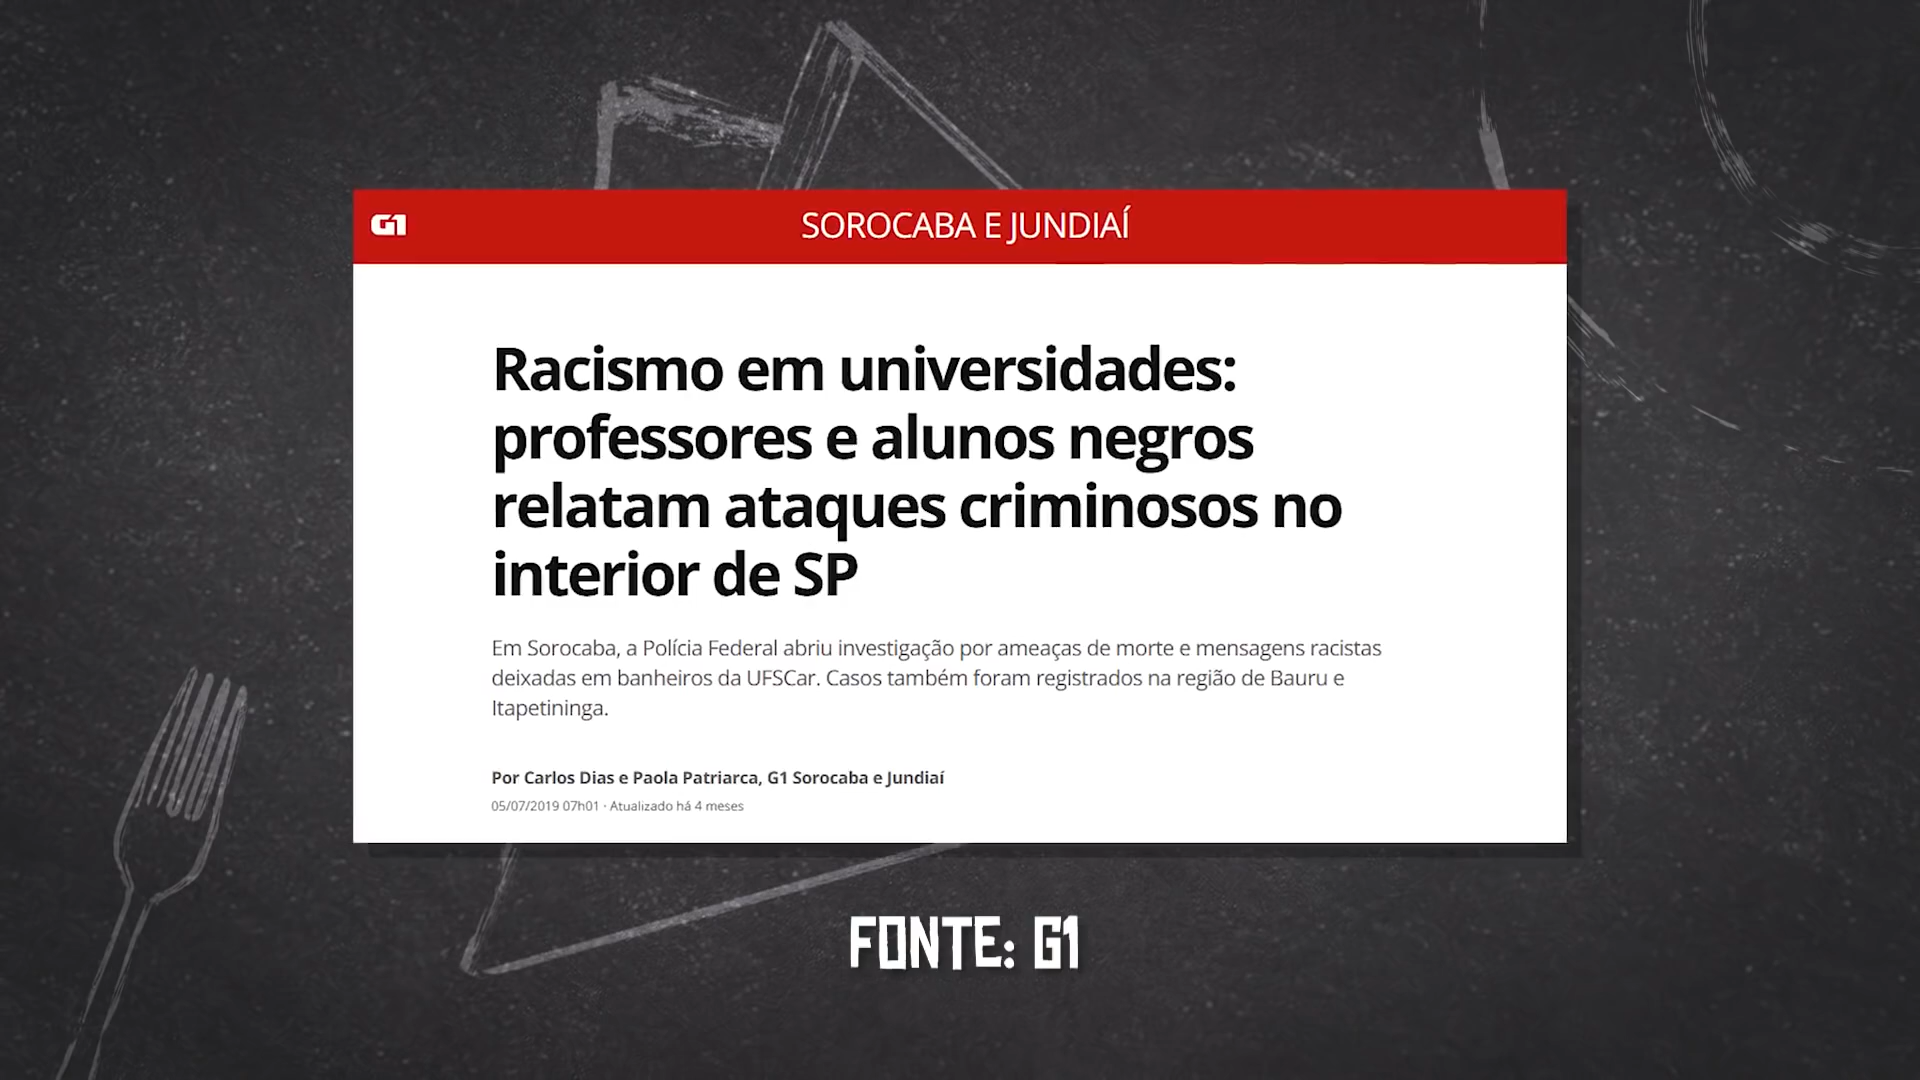 G1
SOROCABA E JUNDIAÍ
Racismo em universidades:
professores e alunos negros
relatam ataques criminosos no
interior de SP
Em Sorocaba, a Polícia Federal abriu investigação por ameaças de morte e mensagens racistas
deixadas em banheiros da UFSCar. Casos também foram registrados na região de Bauru e
Itapetininga.
Por Carlos Dias e Paola Patriarca, G1 Sorocaba e Jundiaí
05/07/2019 07h01 · Atualizado há 4 meses
FONTE: G1